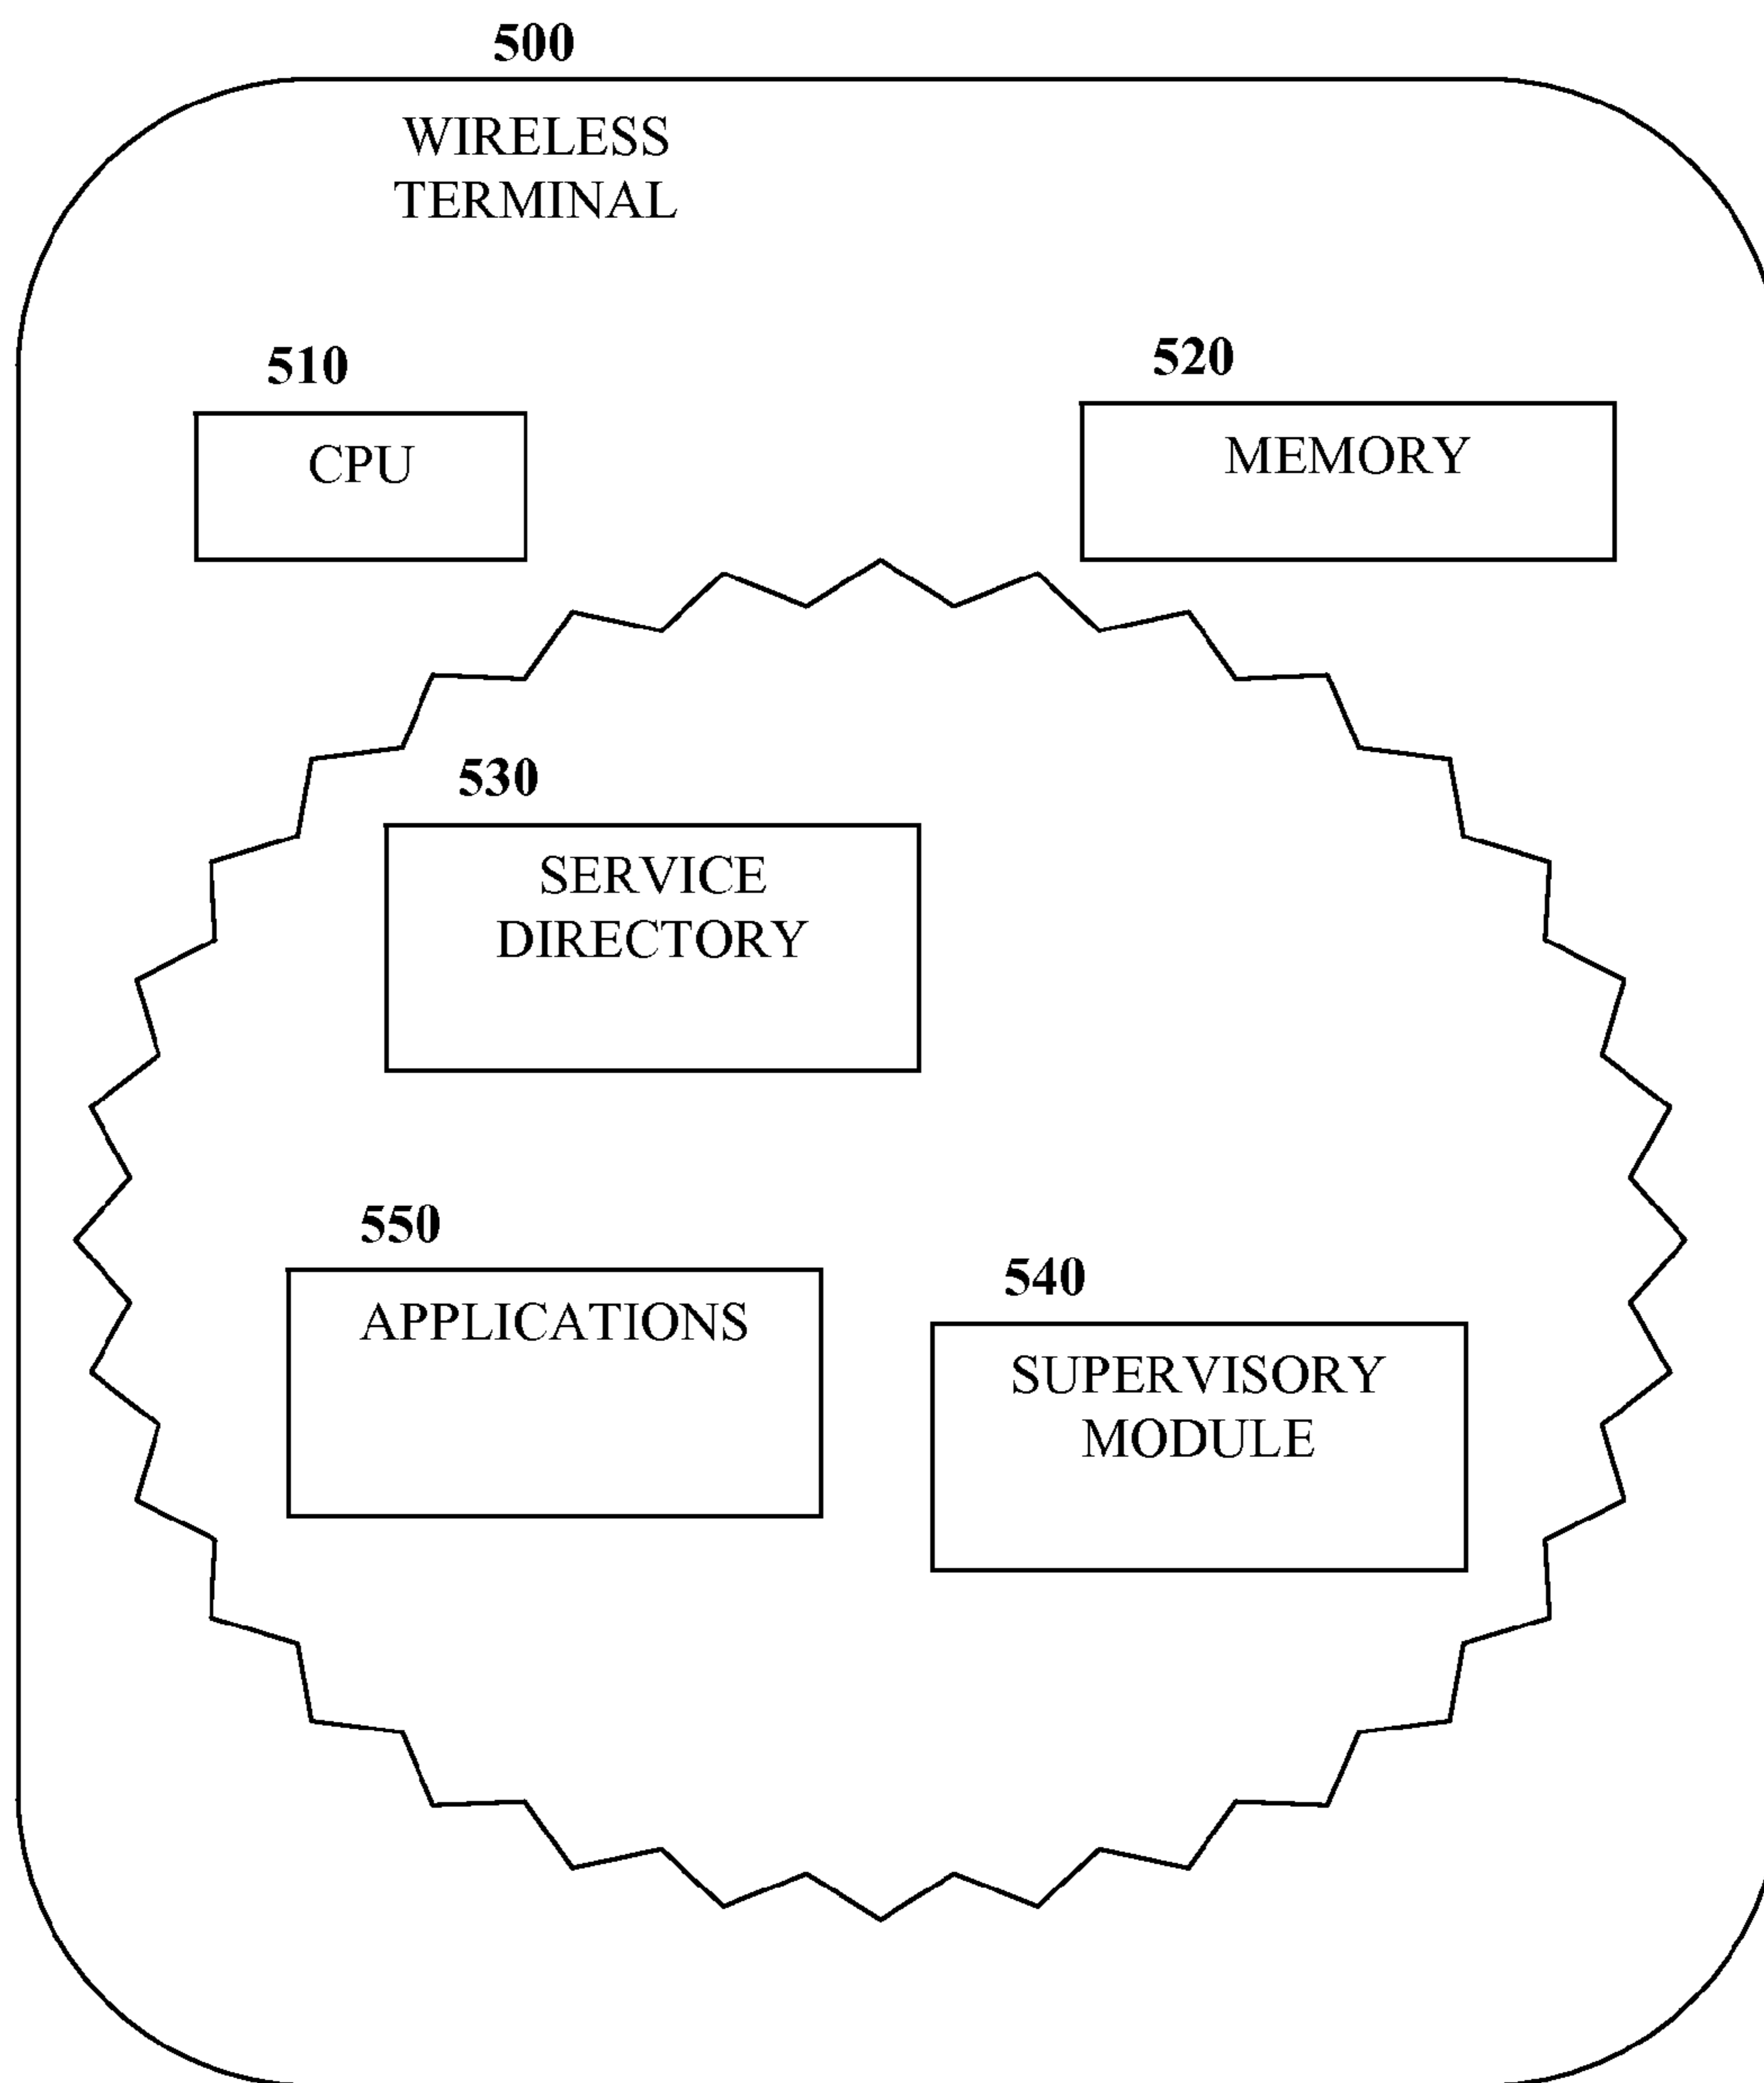 500
WIRELESS
TERMINAL
510
520
CPU
MEMORY
530
SERVICE
DIRECTORY
550
APPLICATIONS
540
SUPERVISORY
MODULE